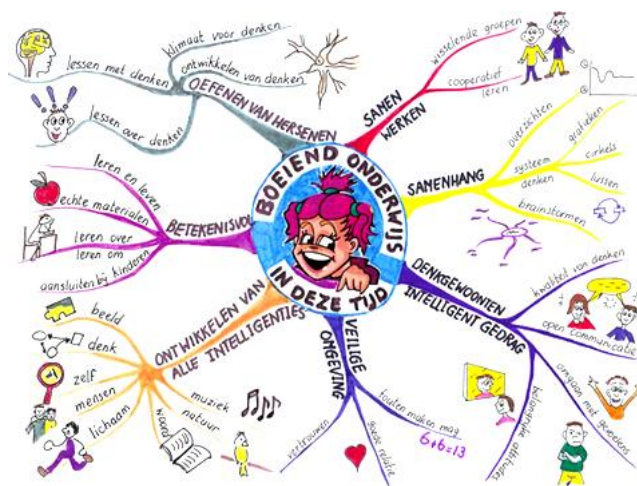 BOEIEND ONDERWIJS
IN DEZE TIJD
SAMEN
WERKEN
wisselende groepen
cooperatief
leren
SAMENHANG
overzichten
systeem
denken
grafieken
cirkels
lussen
brainstormen
DENKGEWOONTEN
INTELLIGENT GEDRAG
kwaliteit van denken
open communicatie
omgaan met gevoelens
belangrijke attitudes
VEILIGE
OMGEVING
fouten maken mag
6+6=13
goede relatie
vertrouwen
ONTWIKKELEN VAN
ALLE INTELLIGENTIES
beeld
denk
zelf
mensen
lichaam
woord
natuur
muziek
BETEKENISVOL
leren en leven
echte materialen
leren over
leren om
aansluiten bij kinderen
OEFENEN VAN HERSENEN
klimaat voor denken
ontwikkelen van denken
lessen met denken
lessen over denken